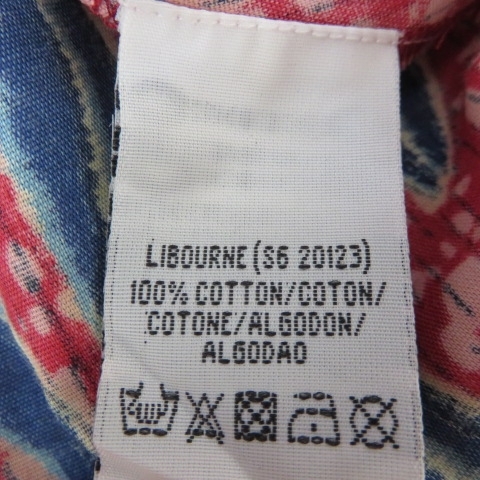 LIBOURNE (S6 20123)
100% COTTON/COTON/
COTONE/ALGODON/
ALGODAO